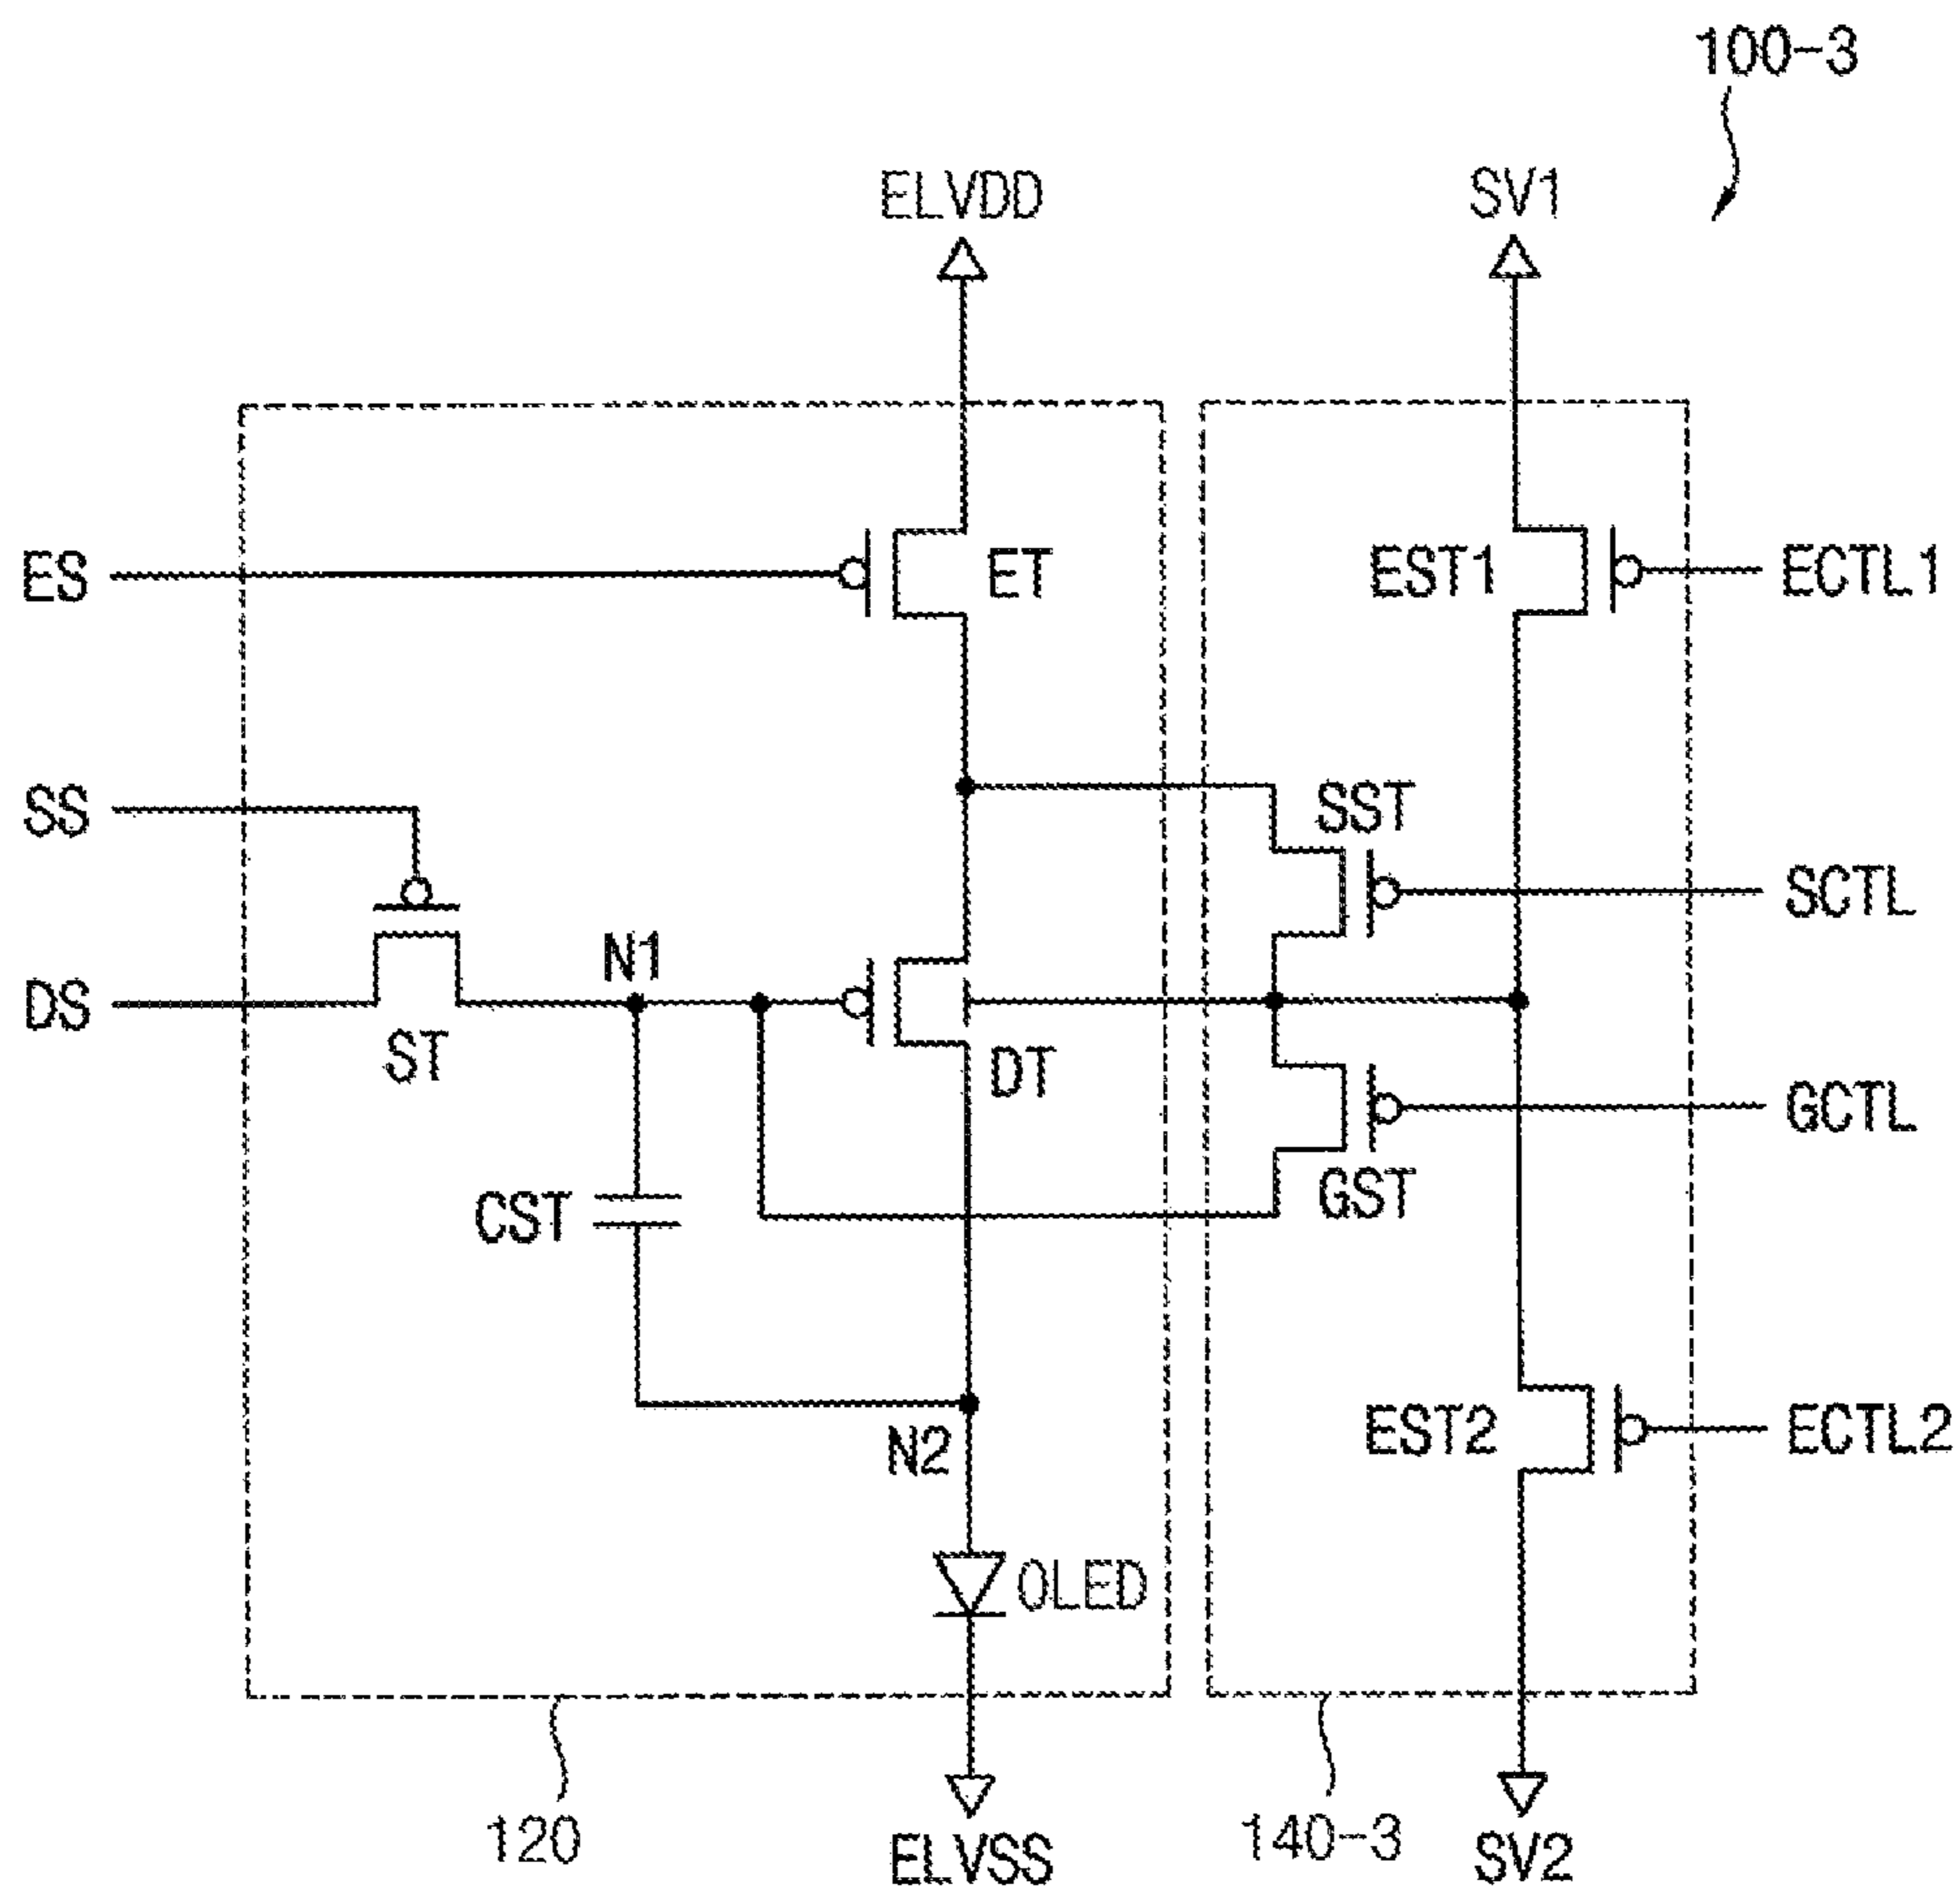 100-3
ELVDD
SV1
ES
ET
EST1
ECTL1
SS
SST
SCTL
N1
DS
ST
DT
GCTL
CST
GST
N2
EST2
ECTL2
OLED
120
ELVSS
140-3
SV2